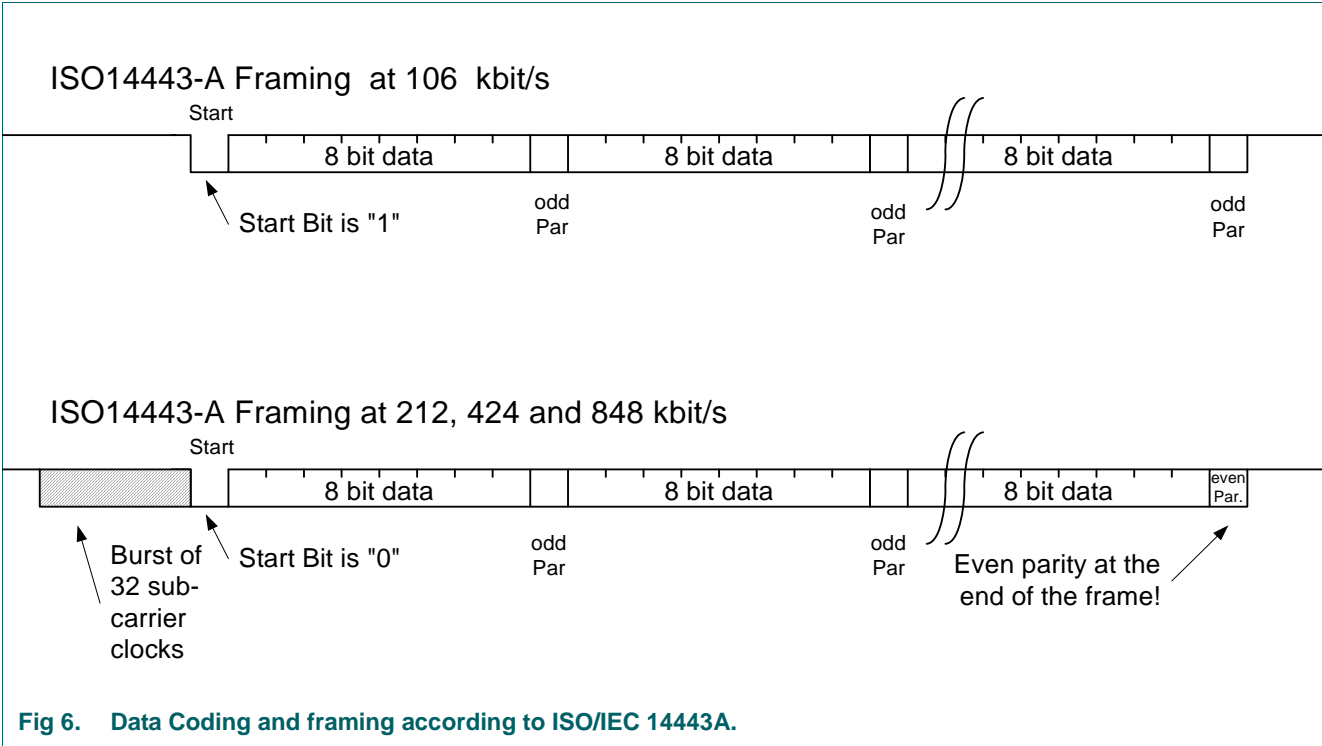 ISO14443-A Framing at 106 kbit/s
Start
8 bit data
8 bit data
8 bit data
odd
Par
odd
Par
odd
Par
Start Bit is "1"
ISO14443-A Framing at 212, 424 and 848 kbit/s
Start
8 bit data
8 bit data
8 bit data
even
Par.
Burst of
32 sub-
carrier
clocks
Start Bit is "0"
odd
Par
odd
Par
Even parity at the
end of the frame!
Fig 6. Data Coding and framing according to ISO/IEC 14443A.